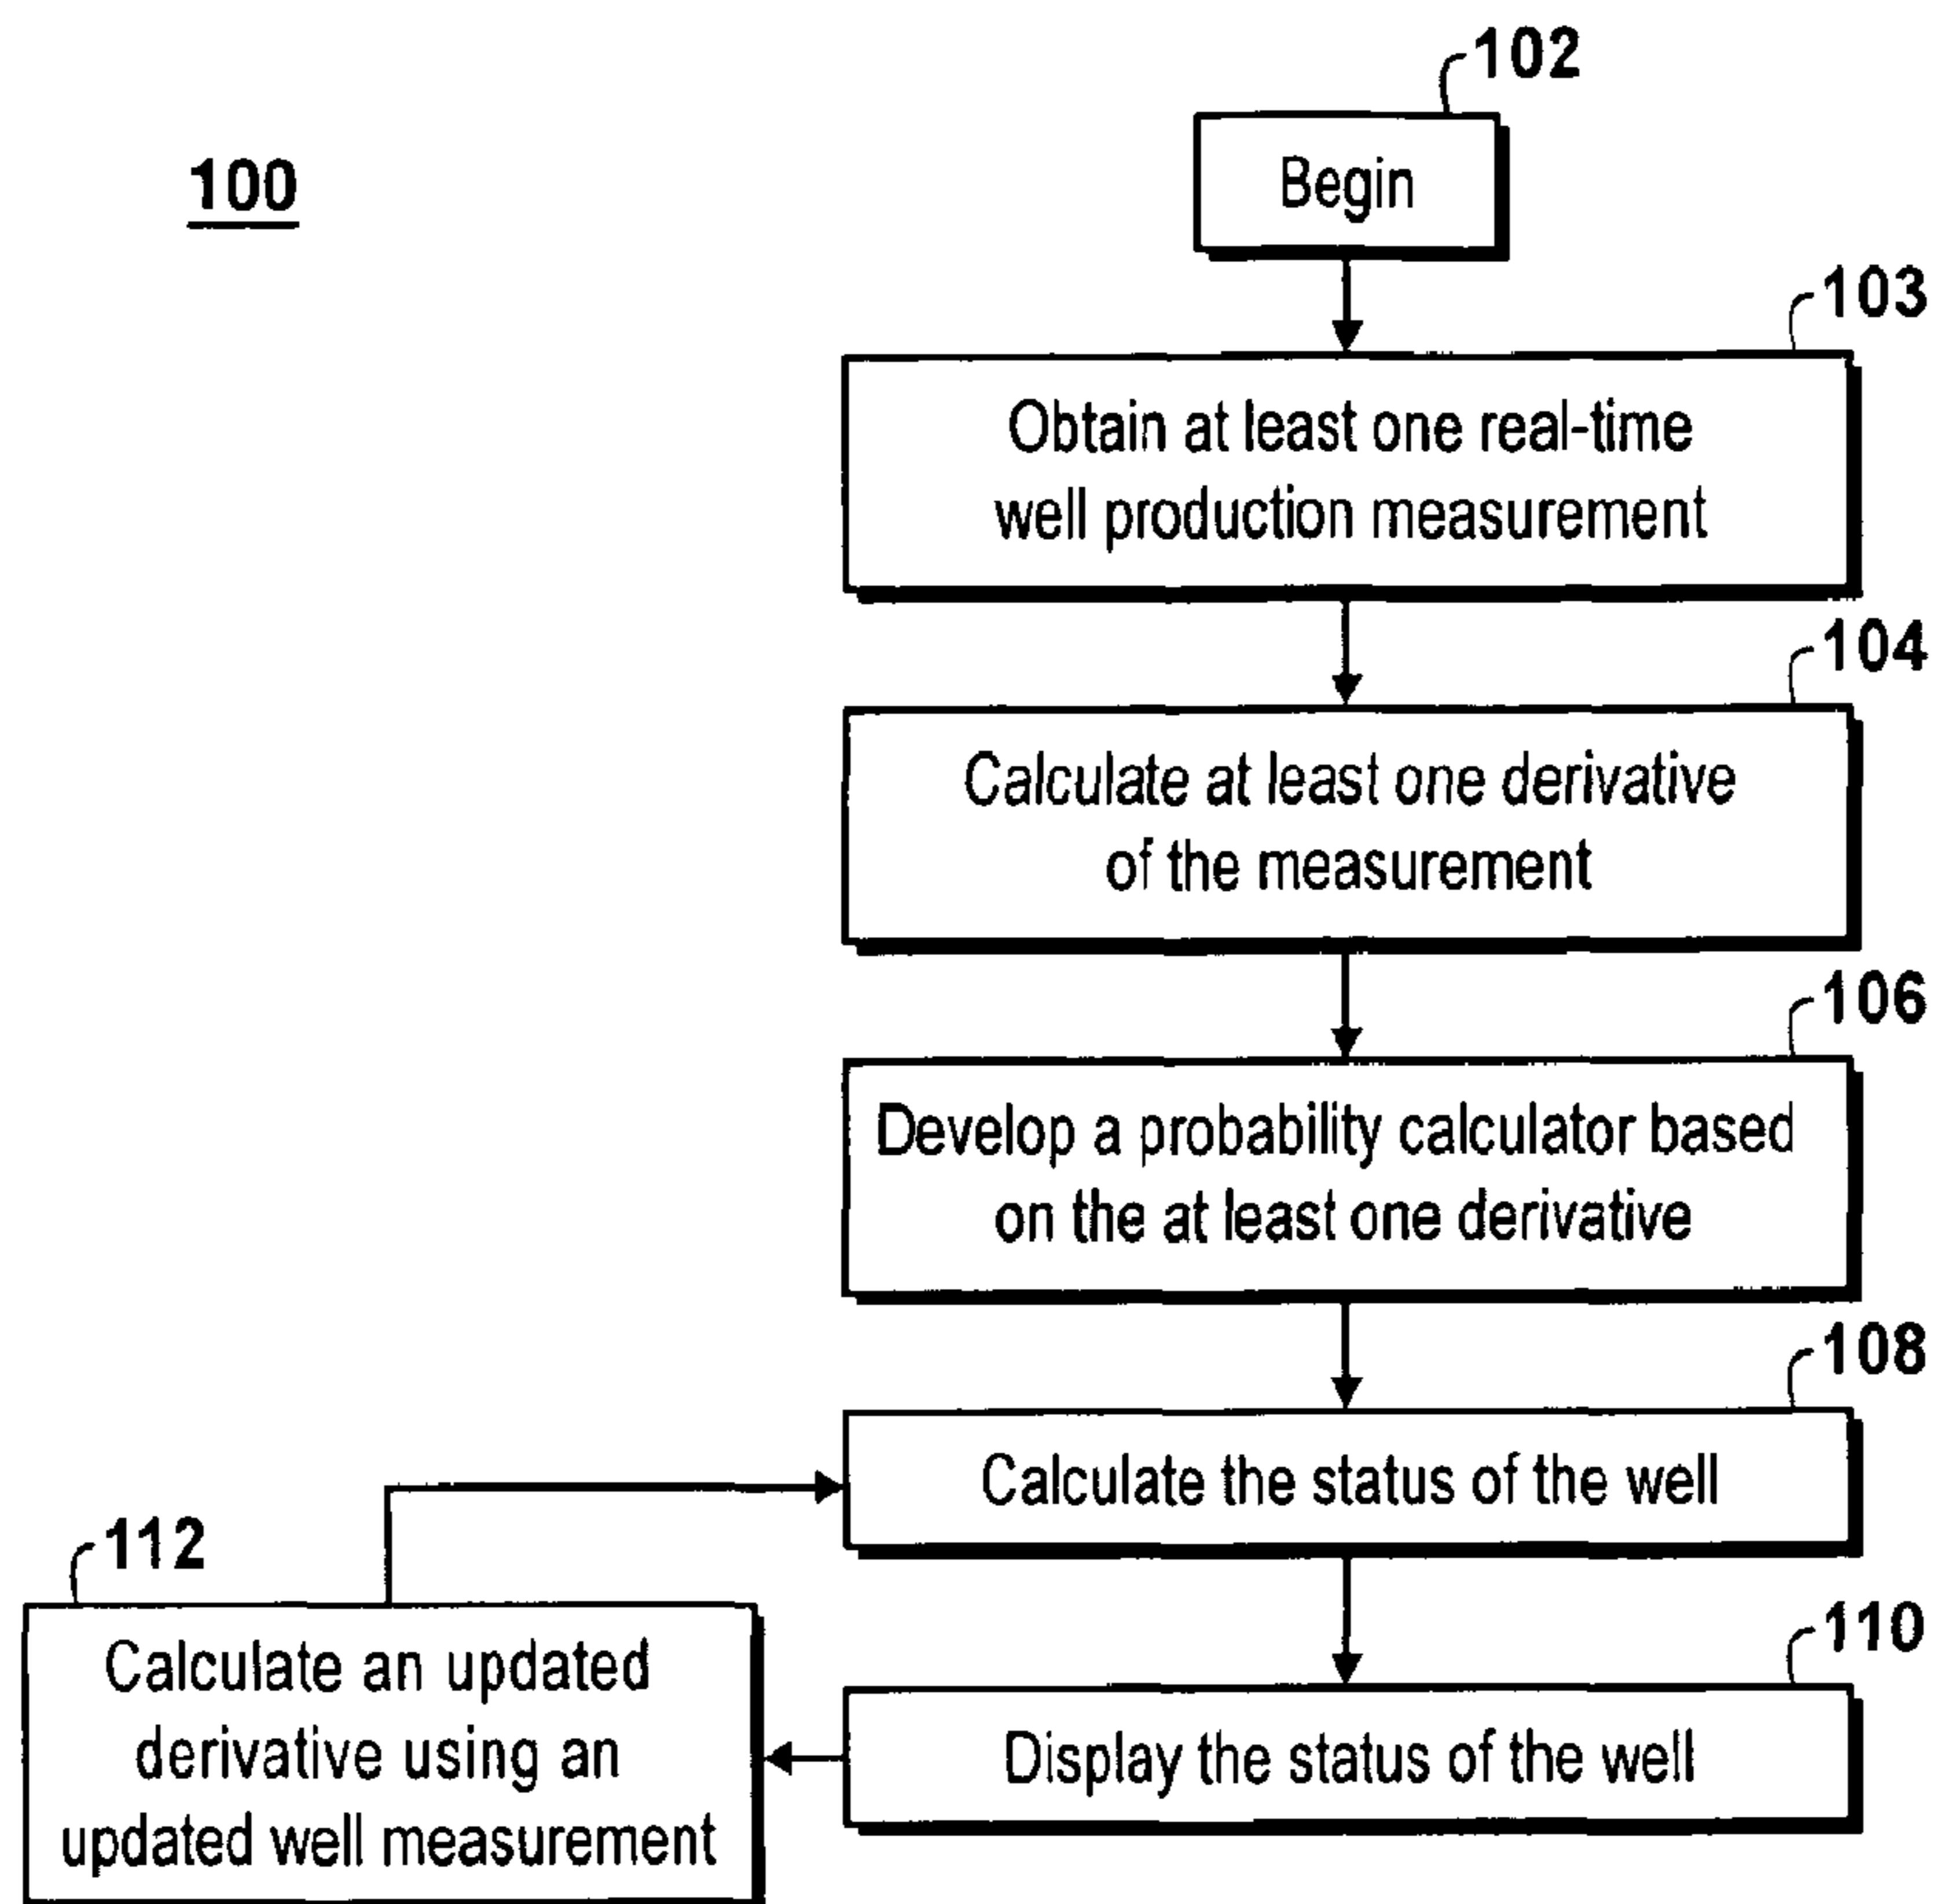 100
102
Begin
103
Obtain at least one real-time
well production measurement
104
Calculate at least one derivative
of the measurement
106
Develop a probability calculator based
on the at least one derivative
108
Calculate the status of the well
110
Display the status of the well
112
Calculate an updated
derivative using an
updated well measurement